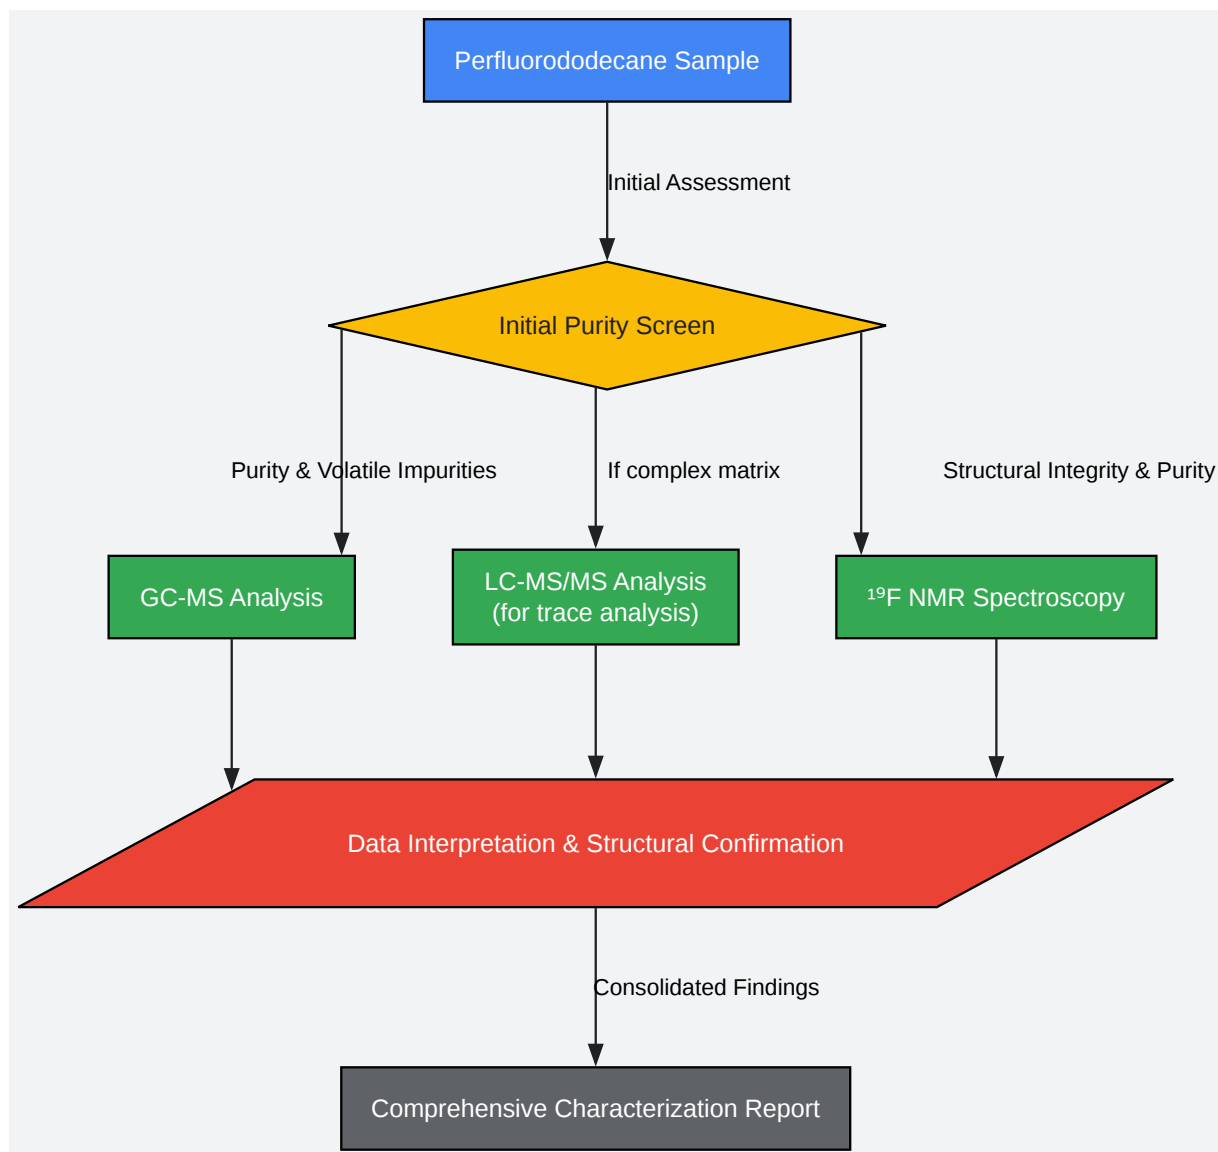 Perfluorododecane Sample
Initial Assessment
Initial Purity Screen
Purity & Volatile Impurities
If complex matrix
Structural Integrity & Purity
GC-MS Analysis
LC-MS/MS Analysis
(for trace analysis)
¹⁹F NMR Spectroscopy
Data Interpretation & Structural Confirmation
Consolidated Findings
Comprehensive Characterization Report